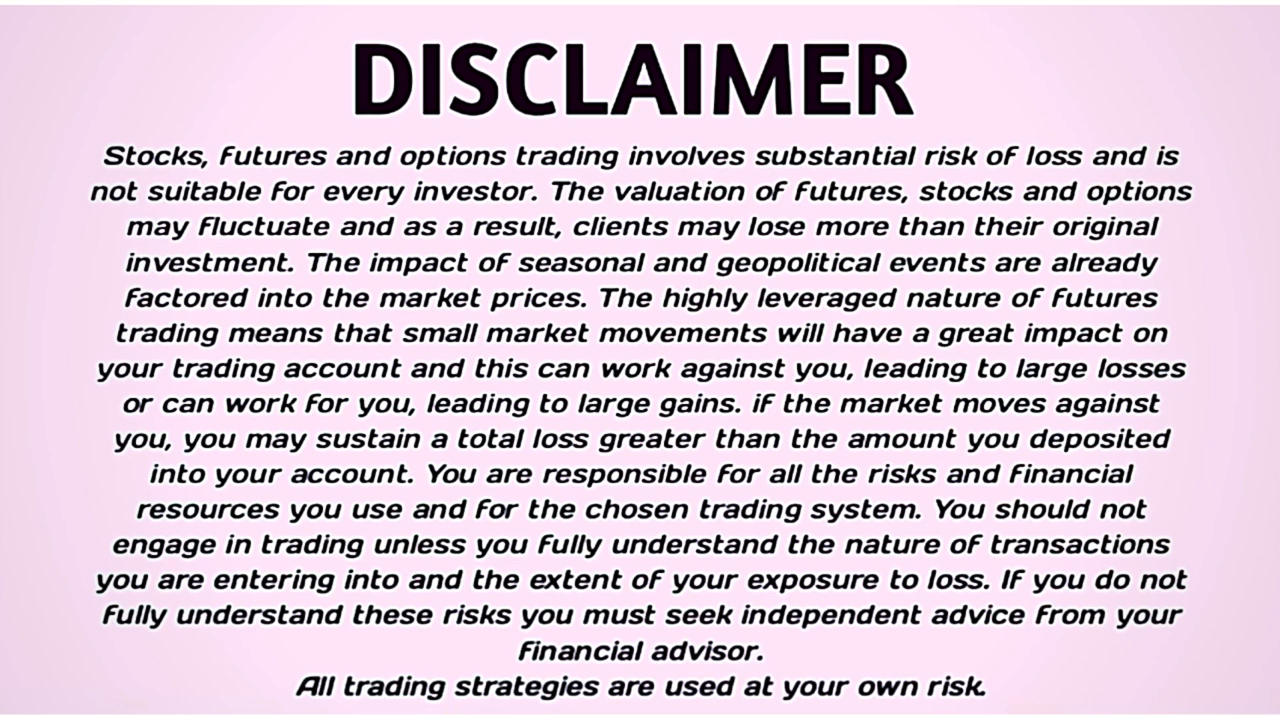 DISCLAIMER
Stocks, futures and options trading involves substantial risk of loss and is
not suitable for every investor. The valuation of futures, stocks and options
may fluctuate and as a result, clients may lose more than their original
investment. The impact of seasonal and geopolitical events are already
factored into the market prices. The highly leveraged nature of futures
trading means that small market movements will have a great impact on
your trading account and this can work against you, leading to large losses
or can work for you, leading to large gains. if the market moves against
you, you may sustain a total loss greater than the amount you deposited
into your account. You are responsible for all the risks and financial
resources you use and for the chosen trading system. You should not
engage in trading unless you fully understand the nature of transactions
you are entering into and the extent of your exposure to loss. If you do not
fully understand these risks you must seek independent advice from your
financial advisor.
All trading strategies are used at your own risk.